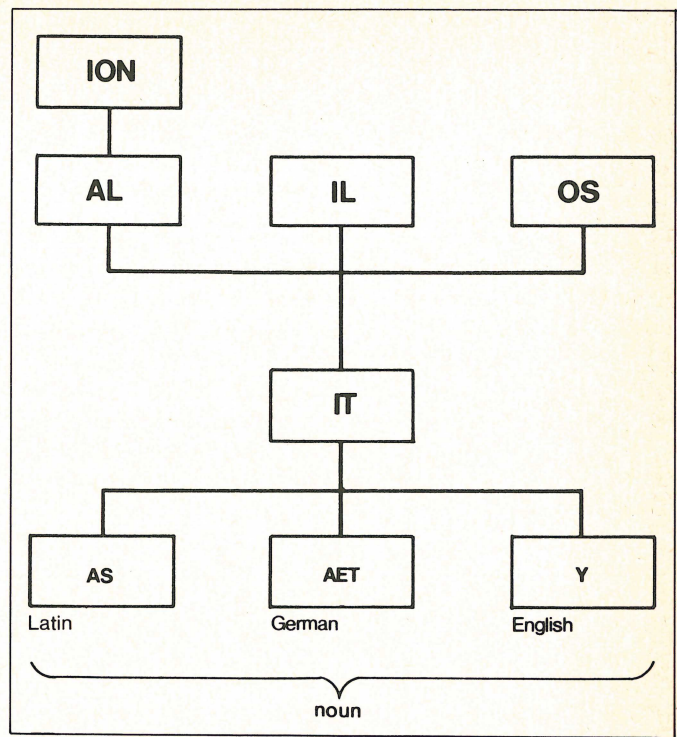 ION
AL IL OS
IT
AS AET Y
Latin German English
noun